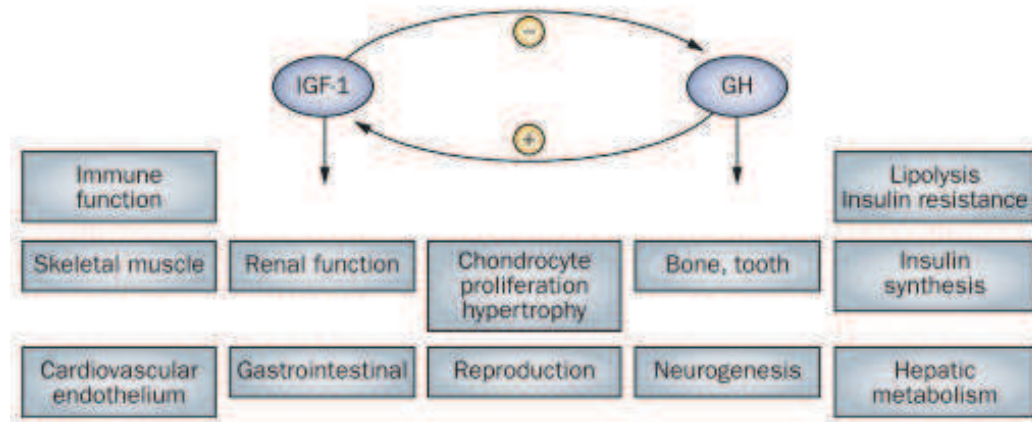 −
IGF-1
GH
+
Immune
function
Lipolysis
Insulin resistance
Skeletal muscle
Renal function
Chondrocyte
proliferation
hypertrophy
Bone, tooth
Insulin
synthesis
Cardiovascular
endothelium
Gastrointestinal
Reproduction
Neurogenesis
Hepatic
metabolism